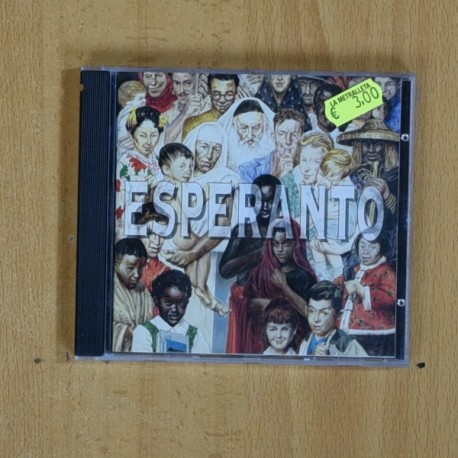 LA METRALLETA
€ 3,00
ESPERANTO